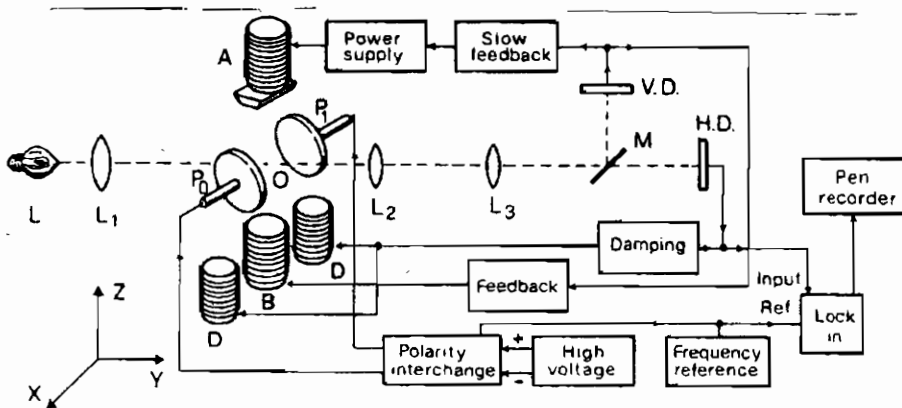 A
Power
supply
Slow
feedback
V.D.
P1
M
H.D.
P0
O
L
L1
L2
L3
Pen
recorder
Damping
D
B
D
Feedback
Input
Ref
Lock
in
Z
Y
X
Polarity
interchange
+
-
High
voltage
Frequency
reference